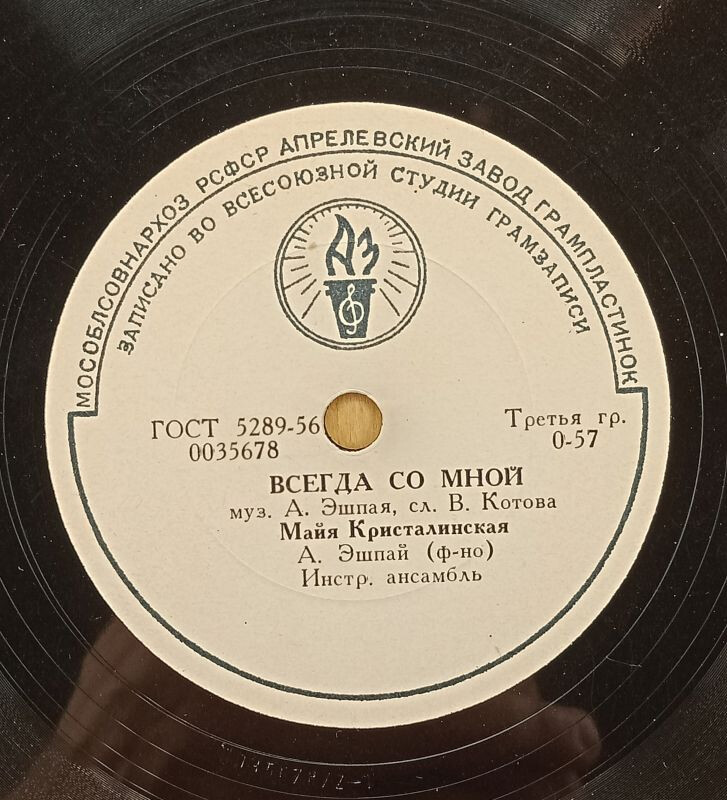 МОСОБЛСОВНАРХОЗ РСФСР АПРЕЛЕВСКИЙ ЗАВОД ГРАМПЛАСТИНОК
ЗАПИСАНО ВО ВСЕСОЮЗНОЙ СТУДИИ ГРАМЗАПИСИ
АЗ
ГОСТ 5289-56
0035678
Третья гр.
0-57
ВСЕГДА СО МНОЙ
муз. А. Эшпая, сл. В. Котова
Майя Кристалинская
А. Эшпай (ф-но)
Инстр. ансамбль